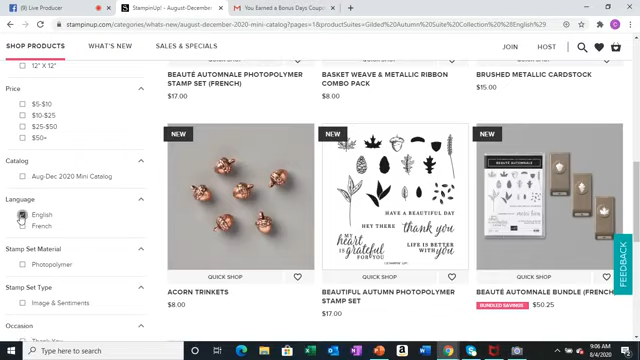 (8) Live Producer
StampinUp! - August-December
M You Earned a Bonus Days Coupon
stampinup.com/categories/whats-new/august-december-2020-mini-catalog?pages=1&productSuites=Gilded%20Autumn%20Suite%20Collection%20%28English%29
SHOP PRODUCTS
WHAT'S NEW
SALES & SPECIALS
JOIN
HOST
12" X 12"
Price
$5-$10
$10-$25
$25-$50
$50+
Catalog
Aug-Dec 2020 Mini Catalog
Language
English
French
Stamp Set Material
Photopolymer
Stamp Set Type
Image & Sentiments
Occasion
BEAUTÉ AUTOMNALE PHOTOPOLYMER
STAMP SET (FRENCH)
$17.00
BASKET WEAVE & METALLIC RIBBON
COMBO PACK
$8.00
BRUSHED METALLIC CARDSTOCK
$15.00
NEW
QUICK SHOP
ACORN TRINKETS
$8.00
NEW
HAVE A BEAUTIFUL DAY
HEY THERE
thank you
my heart is grateful FOR YOU
LIFE IS BETTER
with you
QUICK SHOP
BEAUTIFUL AUTUMN PHOTOPOLYMER
STAMP SET
$17.00
NEW
BEAUTÉ AUTOMNALE
QUICK SHOP
BEAUTÉ AUTOMNALE BUNDLE (FRENCH
BUNDLED SAVINGS
$50.25
FEEDBACK
Type here to search
9:06 AM
8/4/2020